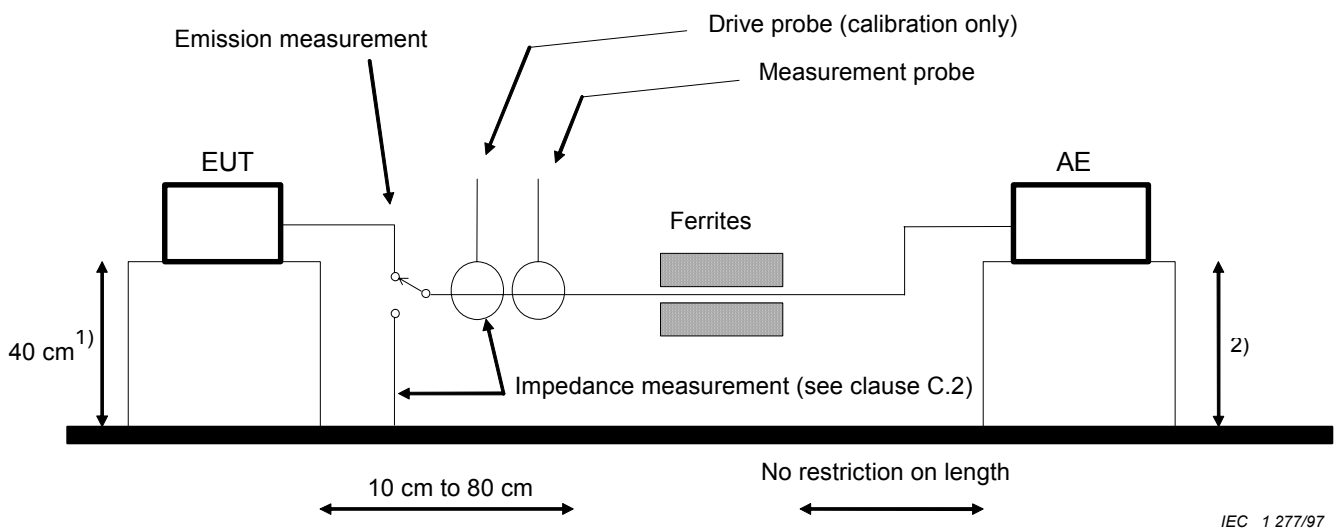 Emission measurement
Drive probe (calibration only)
Measurement probe
EUT
AE
Ferrites
40 cm1)
2)
Impedance measurement (see clause C.2)
10 cm to 80 cm
No restriction on length
IEC 1 277/97